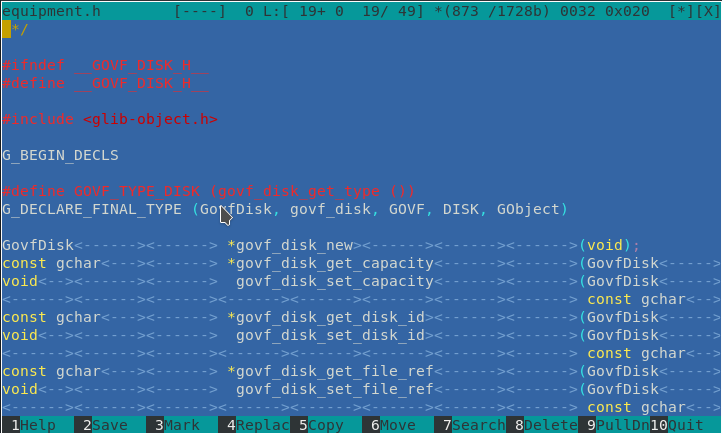 equipment.h [----] 0 L:[ 19+ 0 19/ 49] *(873 /1728b) 0032 0x020 [*][X]
*/
#ifndef __GOVF_DISK_H__
#define __GOVF_DISK_H__
#include <glib-object.h>
G_BEGIN_DECLS
#define GOVF_TYPE_DISK (govf_disk_get_type ())
G_DECLARE_FINAL_TYPE (GovfDisk, govf_disk, GOVF, DISK, GObject)
GovfDisk<------><------> *govf_disk_new><------><------><------>(void);
const gchar<---><------> *govf_disk_get_capacity<------><------>(GovfDisk<----->
void<--><------><------>  govf_disk_set_capacity<------><------>(GovfDisk<----->
<------><------><------><------><------><------><------><------> const gchar<-->
const gchar<---><------> *govf_disk_get_disk_id><------><------>(GovfDisk<----->
void<--><------><------>  govf_disk_set_disk_id><------><------>(GovfDisk<----->
<------><------><------><------><------><------><------><------> const gchar<-->
const gchar<---><------> *govf_disk_get_file_ref<------><------>(GovfDisk<----->
void<--><------><------>  govf_disk_set_file_ref<------><------>(GovfDisk<----->
<------><------><------><------><------><------><------><------> const gchar<-->
1Help 2Save 3Mark 4Replac 5Copy 6Move 7Search 8Delete 9PullDn 10Quit